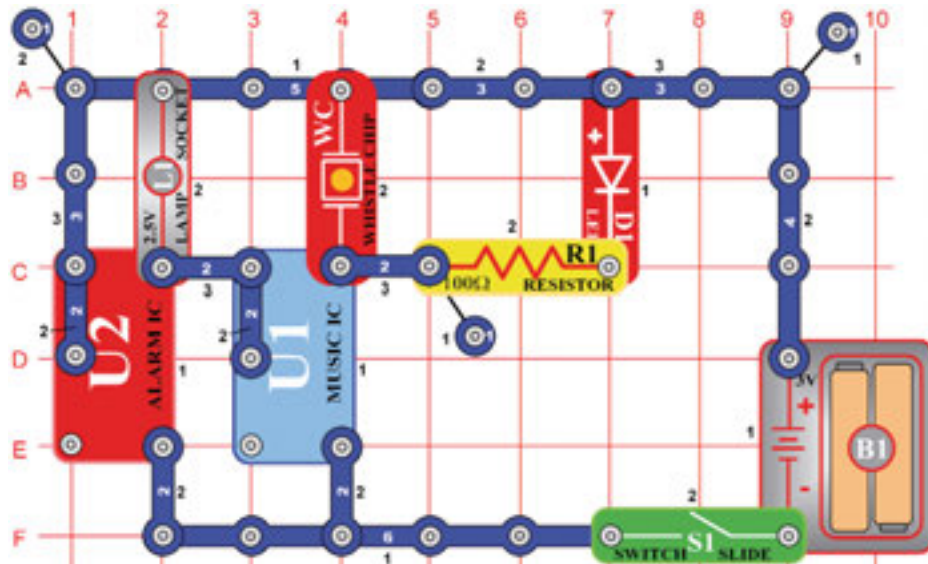 1 2 3 4 5 6 7 8 9 10
1 1
2 1 2 3 1
A 5 3 3
WC
WHISTLE CHIP
L1
2.5V
LAMP SOCKET
2
2
+
D1
LE
1
B
3 3
4 2
C
2
3
2
3
2
100Ω
R1
RESISTOR
2 2
2 2
1 1
U2
ALARM IC
1
U1
MUSIC IC
1
D
3V
+
-
1
B1
E
2 2
2 2
F
6
1
2
S1
SWITCH SLIDE